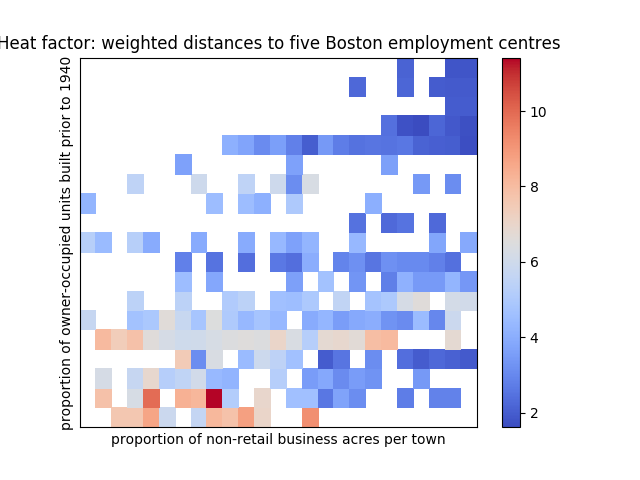 Heat factor: weighted distances to five Boston employment centres
proportion of owner-occupied units built prior to 1940
10
8
6
4
2
proportion of non-retail business acres per town